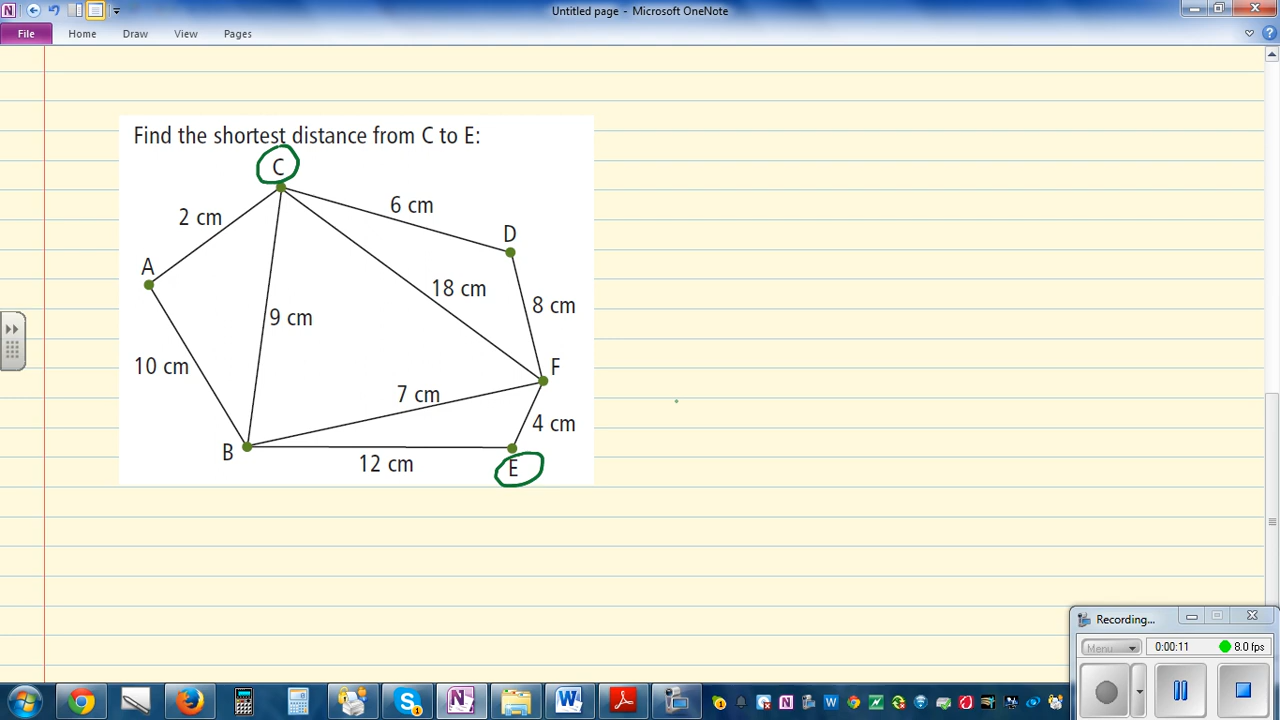 Untitled page - Microsoft OneNote
File Home Draw View Pages
Find the shortest distance from C to E:
C
2 cm
6 cm
D
A
18 cm
8 cm
9 cm
10 cm
F
7 cm
4 cm
B
12 cm
E
Recording...
Menu
0:00:11
8.0 fps